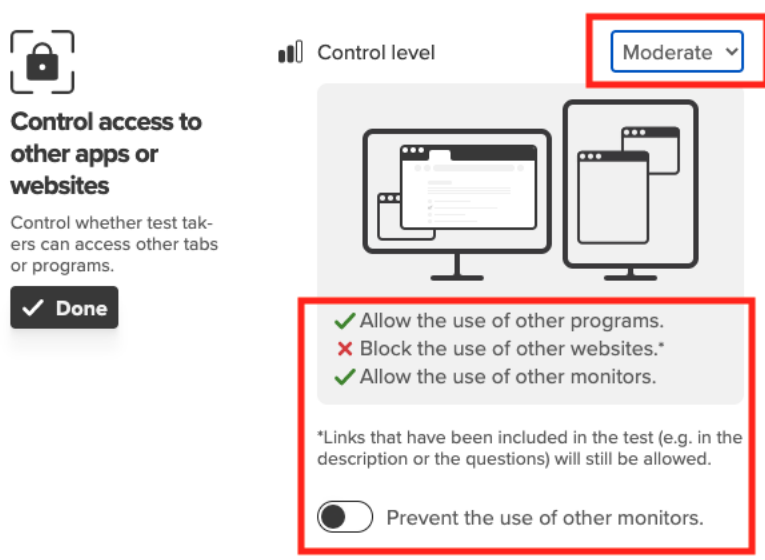 Control access to
other apps or
websites
Control whether test tak-
ers can access other tabs
or programs.
Done
Control level
Moderate
Allow the use of other programs.
Block the use of other websites.*
Allow the use of other monitors.
*Links that have been included in the test (e.g. in the
description or the questions) will still be allowed.
Prevent the use of other monitors.